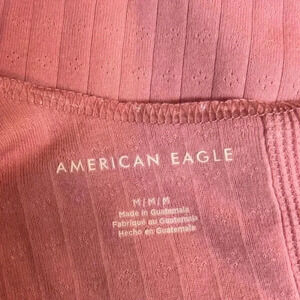 AMERICAN EAGLE
M/M/M
Made in Guatemala
Fabriqué au Guatemala
Hecho en Guatemala